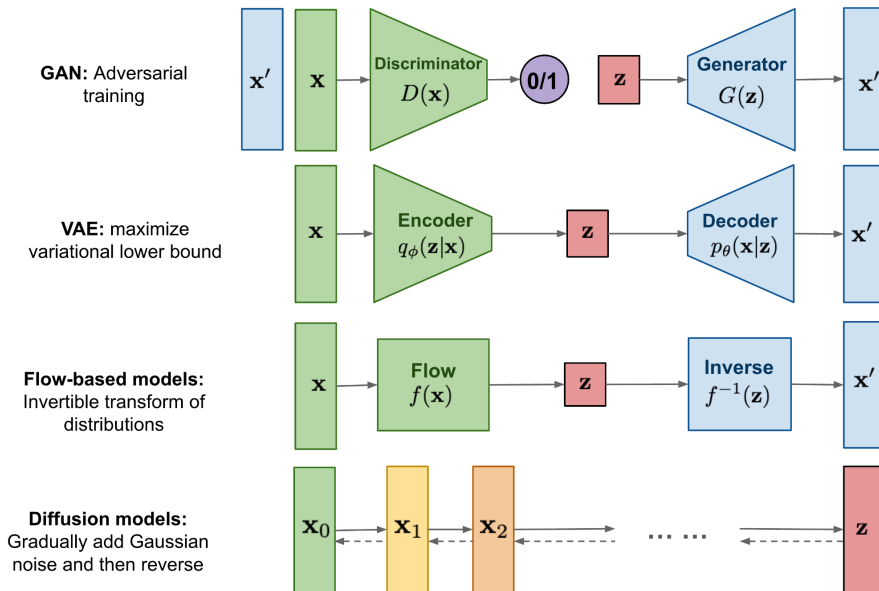 GAN: Adversarial
training
x′
x
Discriminator
D(x)
0/1
z
Generator
G(z)
x′
VAE: maximize
variational lower bound
x
Encoder
qϕ(z|x)
z
Decoder
pθ(x|z)
x′
Flow-based models:
Invertible transform of
distributions
x
Flow
f(x)
z
Inverse
f⁻¹(z)
x′
Diffusion models:
Gradually add Gaussian
noise and then reverse
x₀
x₁
x₂
... ...
z